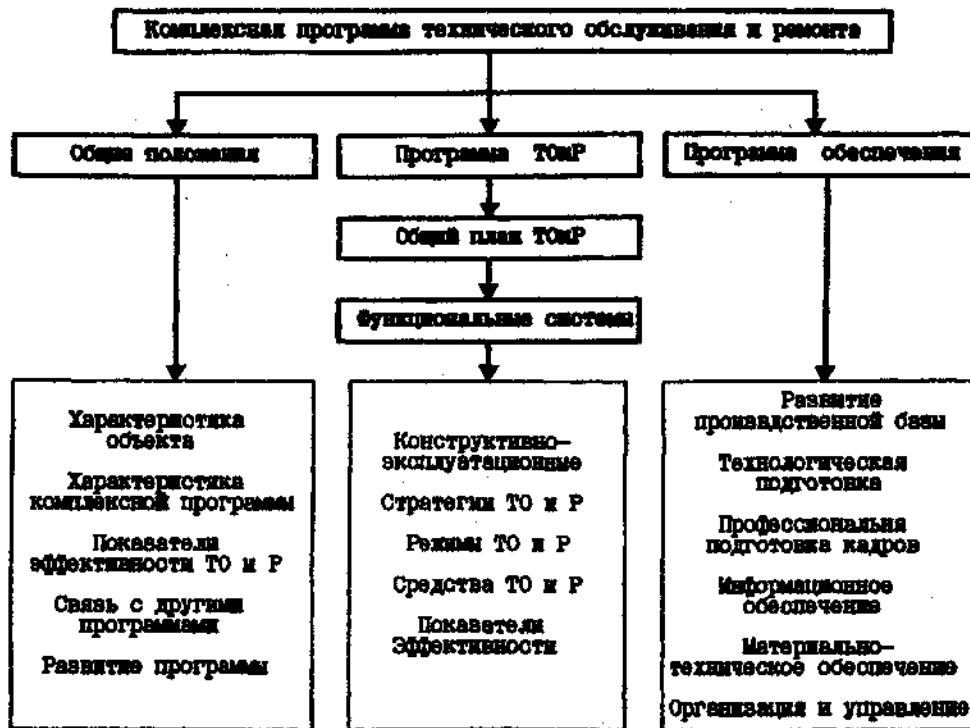 Комплексная программа технического обслуживания и ремонта
Общие положения
Программа ТОиР
Программа обеспечения
Общий план ТОиР
Функциональные системы
Характеристика
объекта
Характеристика
комплексной программы
Показатели
эффективности ТО и Р
Связь с другими
программами
Развитие программы
Конструктивно-
эксплуатационные
Стратегии ТО и Р
Режимы ТО и Р
Средства ТО и Р
Показатели
Эффективности
Развитие
производственной базы
Технологическая
подготовка
Профессиональня
подготовка кадров
Информационное
обеспечение
Материально-
техническое обеспечение
Организация и управление